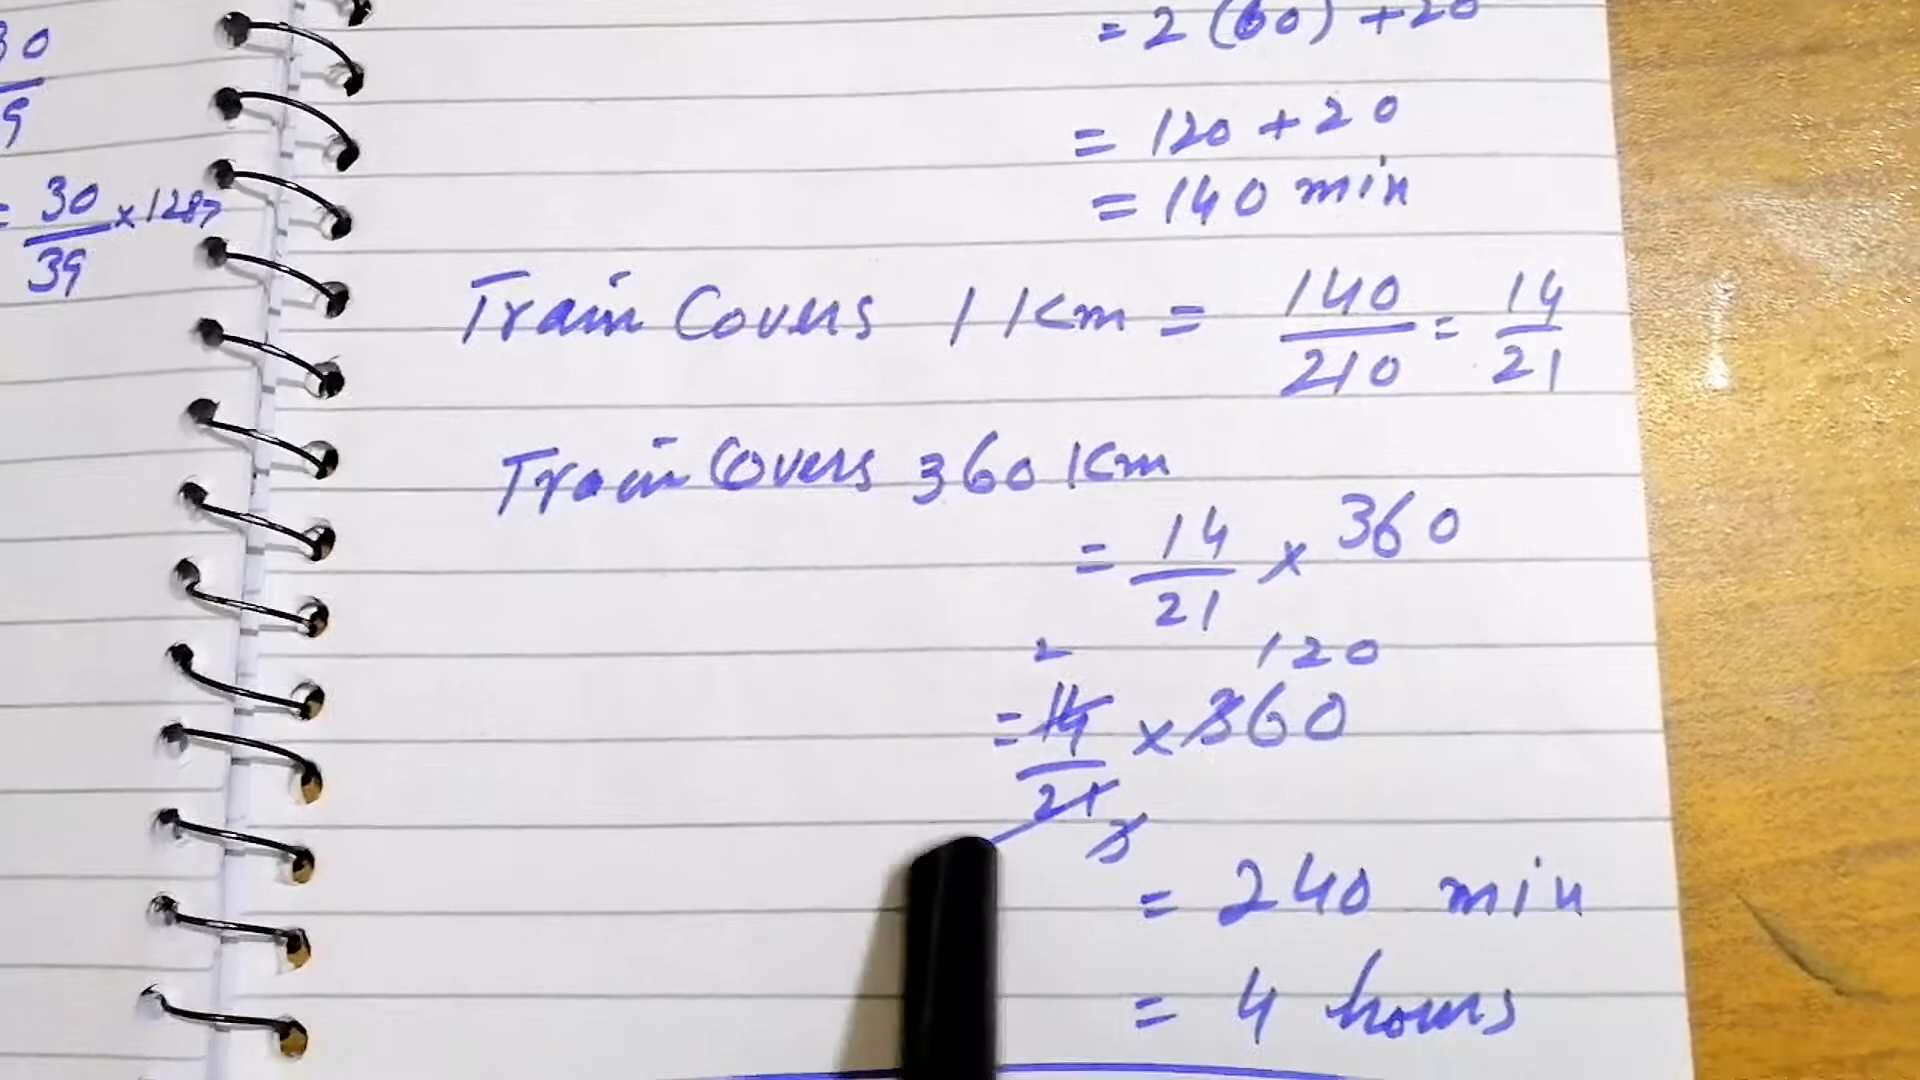 30
9
= 30/39 × 1287
= 2 (60) + 20
= 120 + 20
= 140 min
Train Covers 1 Km = 140/210 = 14/21
Train Covers 360 Km
= 14/21 × 360
2 120
= 14/21 × 360
3
= 240 min
= 4 hours